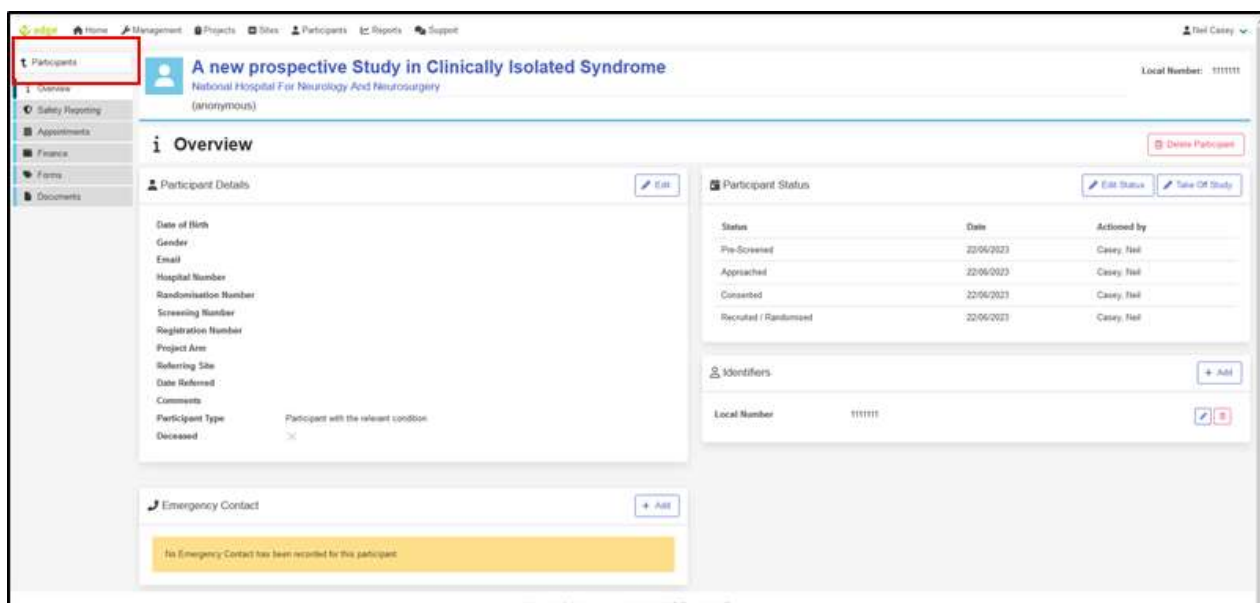 edge Home Management Projects Sites Participants Reports Support Neil Casey
Participants
Overview
Safety Reporting
Appointments
Finance
Forms
Documents
A new prospective Study in Clinically Isolated Syndrome
National Hospital For Neurology And Neurosurgery
(anonymous)
Local Number: 1111111
Overview
Delete Participant
Participant Details Edit
Date of Birth
Gender
Email
Hospital Number
Randomisation Number
Screening Number
Registration Number
Project Arm
Referring Site
Date Referred
Comments
Participant Type Participant with the relevant condition
Deceased
Emergency Contact + Add
No Emergency Contact has been recorded for this participant
Participant Status Edit Status Take Off Study
Status Date Actioned by
Pre-Screened 22/06/2023 Casey, Neil
Approached 22/06/2023 Casey, Neil
Consented 22/06/2023 Casey, Neil
Recruited / Randomised 22/06/2023 Casey, Neil
Identifiers + Add
Local Number 1111111